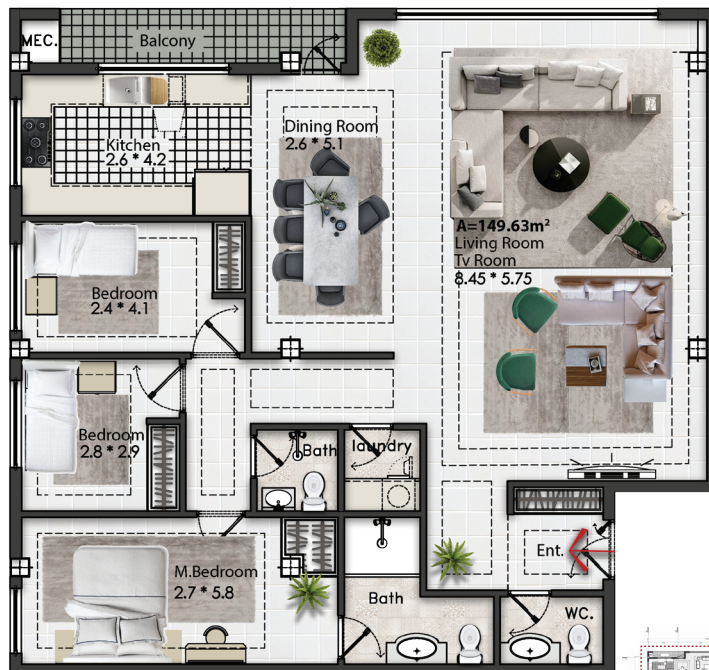 MEC.
Balcony
Kitchen
2.6 * 4.2
Dining Room
2.6 * 5.1
A=149.63m²
Living Room
Tv Room
8.45 * 5.75
Bedroom
2.4 * 4.1
Bedroom
2.8 * 2.9
Bath
laundry
M.Bedroom
2.7 * 5.8
Bath
Ent.
WC.